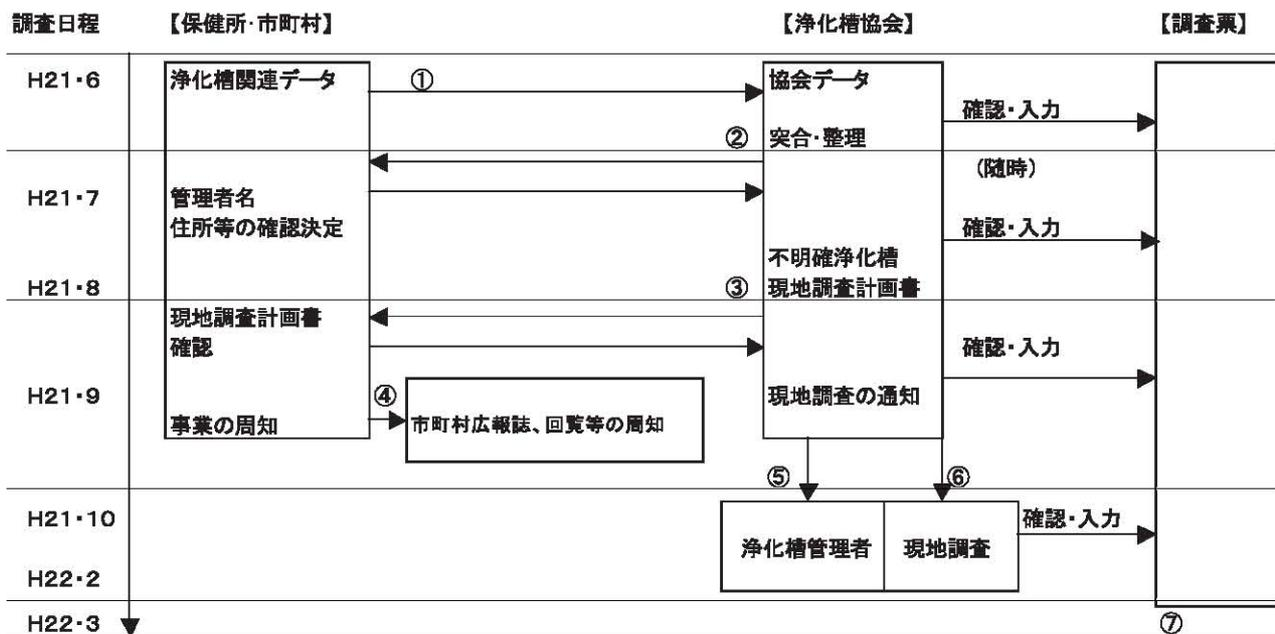 調査日程 【保健所・市町村】 【浄化槽協会】 【調査票】
H21・6 浄化槽関連データ ① 協会データ
確認・入力
② 突合・整理
(随時)
H21・7 管理者名
住所等の確認決定 確認・入力
不明確浄化槽
H21・8 ③ 現地調査計画書
現地調査計画書
確認 確認・入力
H21・9 ④ 現地調査の通知
事業の周知 市町村広報誌、回覧等の周知
⑤ ⑥
H21・10 確認・入力
浄化槽管理者 現地調査
H22・2
H22・3 ⑦